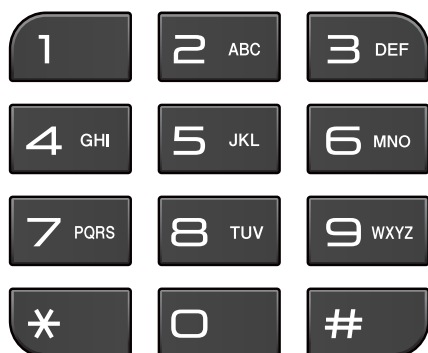 1 2 ABC 3 DEF
4 GHI 5 JKL 6 MNO
7 PQRS 8 TUV 9 WXYZ
* 0 #